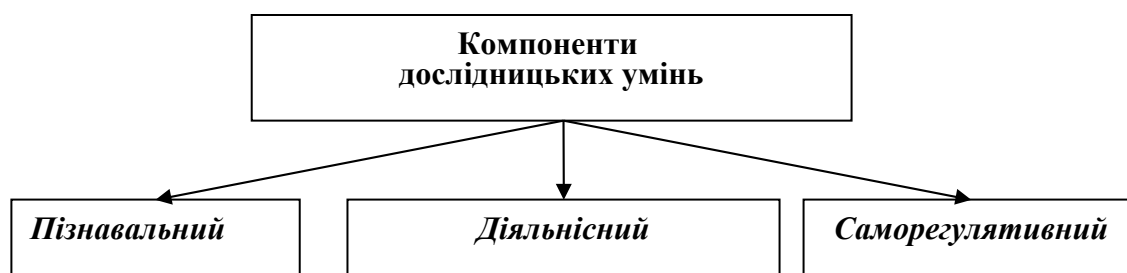 Компоненти
дослідницьких умінь
Пізнавальний
Діяльнісний
Саморегулятивний